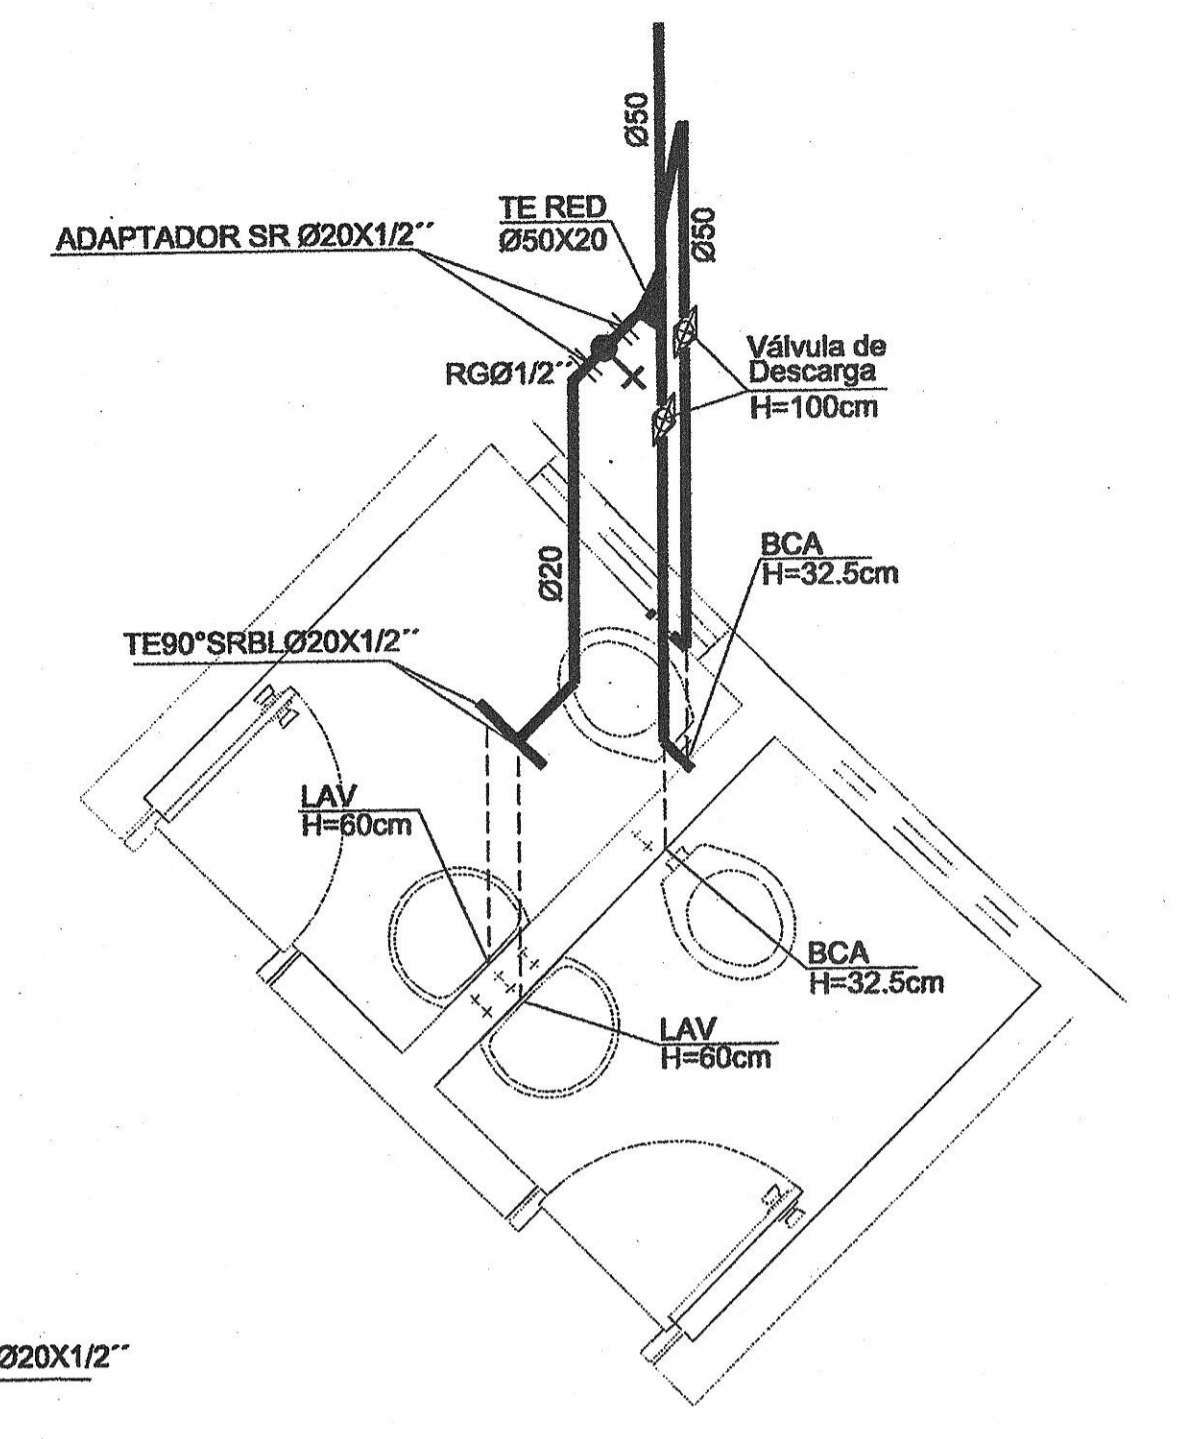 Ø50
TE RED
Ø50X20
ADAPTADOR SR Ø20X1/2´´
Ø50
Válvula de
Descarga
H=100cm
RGØ1/2´´
BCA
H=32.5cm
Ø20
TE90°SRBLØ20X1/2´´
LAV
H=60cm
BCA
H=32.5cm
LAV
H=60cm
Ø20X1/2´´